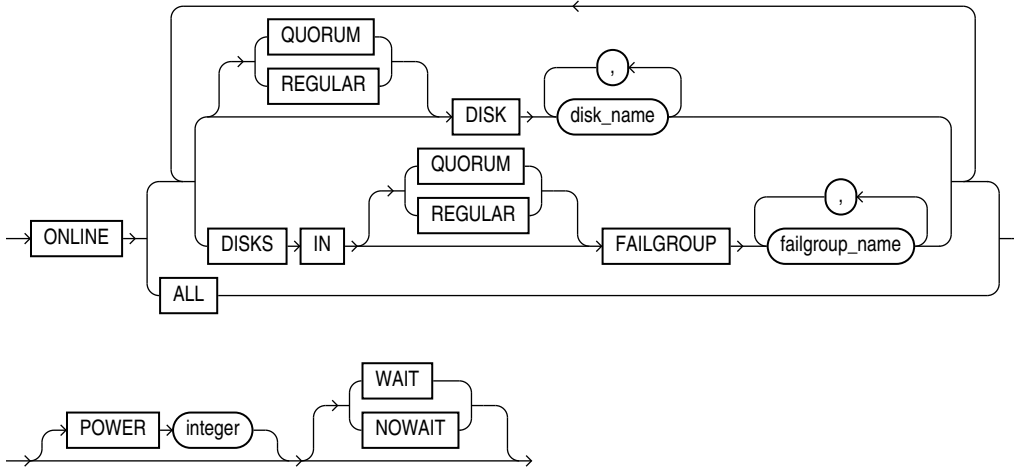 QUORUM
REGULAR
,
DISK disk_name
QUORUM
REGULAR
,
ONLINE DISKS IN FAILGROUP failgroup_name
ALL
WAIT
POWER integer
NOWAIT